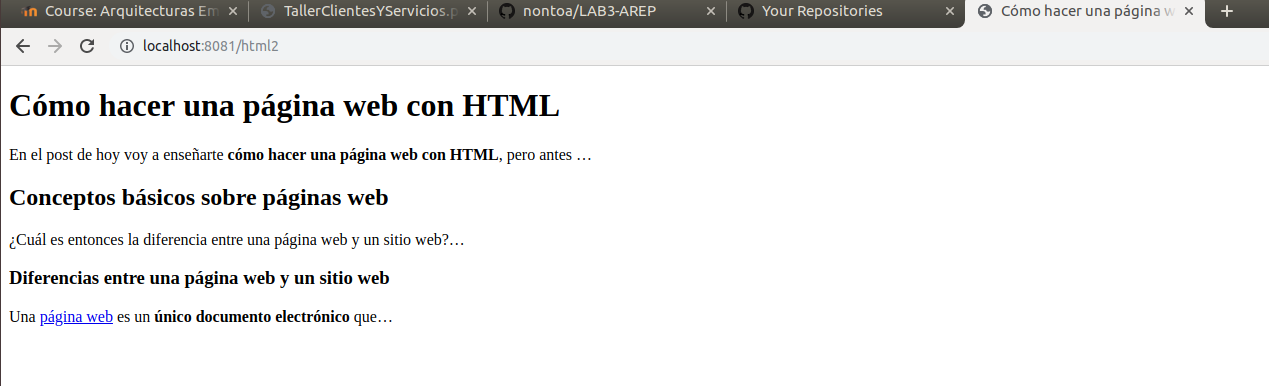 Course: Arquitecturas Em
TallerClientesYServicios.p
nontoa/LAB3-AREP
Your Repositories
Cómo hacer una página w
localhost:8081/html2
Cómo hacer una página web con HTML
En el post de hoy voy a enseñarte cómo hacer una página web con HTML, pero antes …
Conceptos básicos sobre páginas web
¿Cuál es entonces la diferencia entre una página web y un sitio web?…
Diferencias entre una página web y un sitio web
Una página web es un único documento electrónico que…